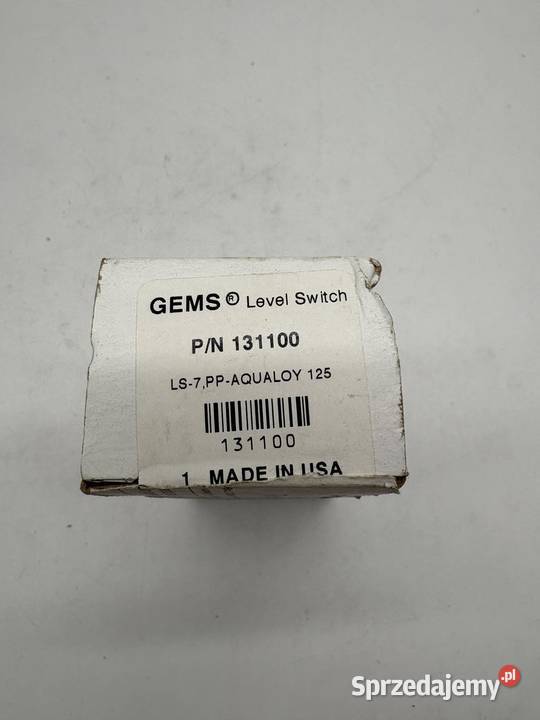 GEMS® Level Switch
P/N 131100
LS-7,PP-AQUALOY 125
131100
1 MADE IN USA
Sprzedajemy.pl